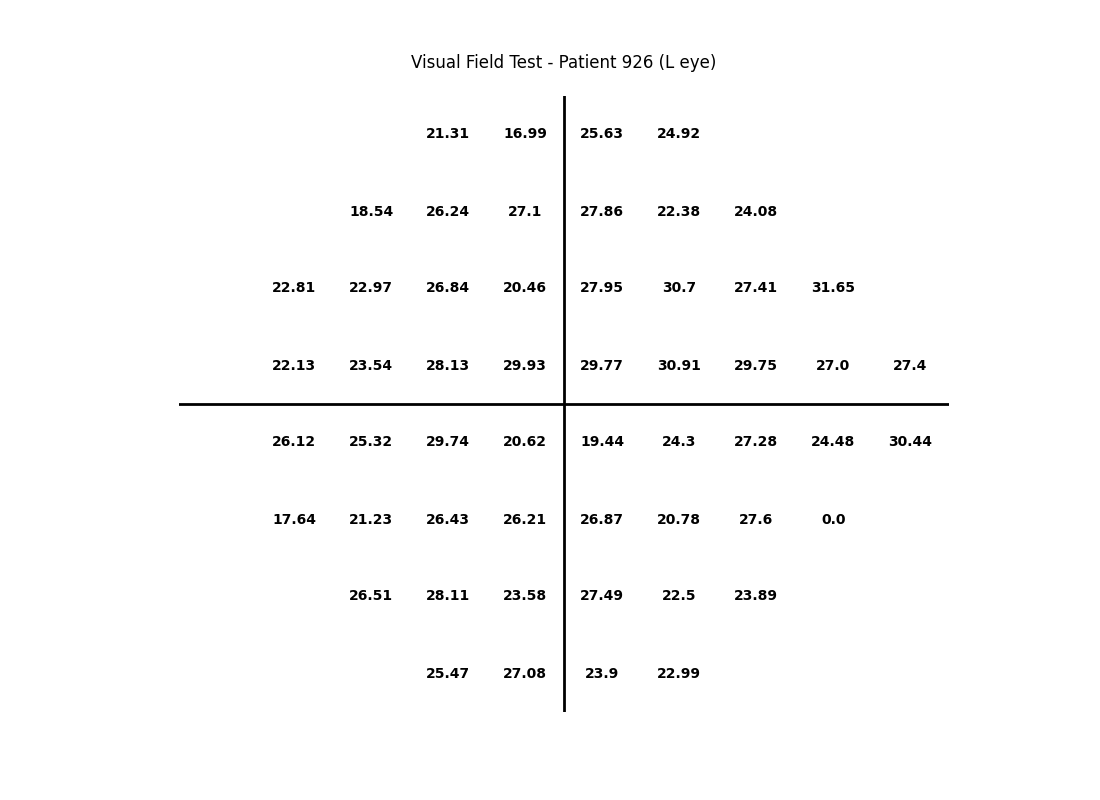 Visual Field Test - Patient 926 (L eye)
21.31 16.99 25.63 24.92
18.54 26.24 27.1 27.86 22.38 24.08
22.81 22.97 26.84 20.46 27.95 30.7 27.41 31.65
22.13 23.54 28.13 29.93 29.77 30.91 29.75 27.0 27.4
26.12 25.32 29.74 20.62 19.44 24.3 27.28 24.48 30.44
17.64 21.23 26.43 26.21 26.87 20.78 27.6 0.0
26.51 28.11 23.58 27.49 22.5 23.89
25.47 27.08 23.9 22.99